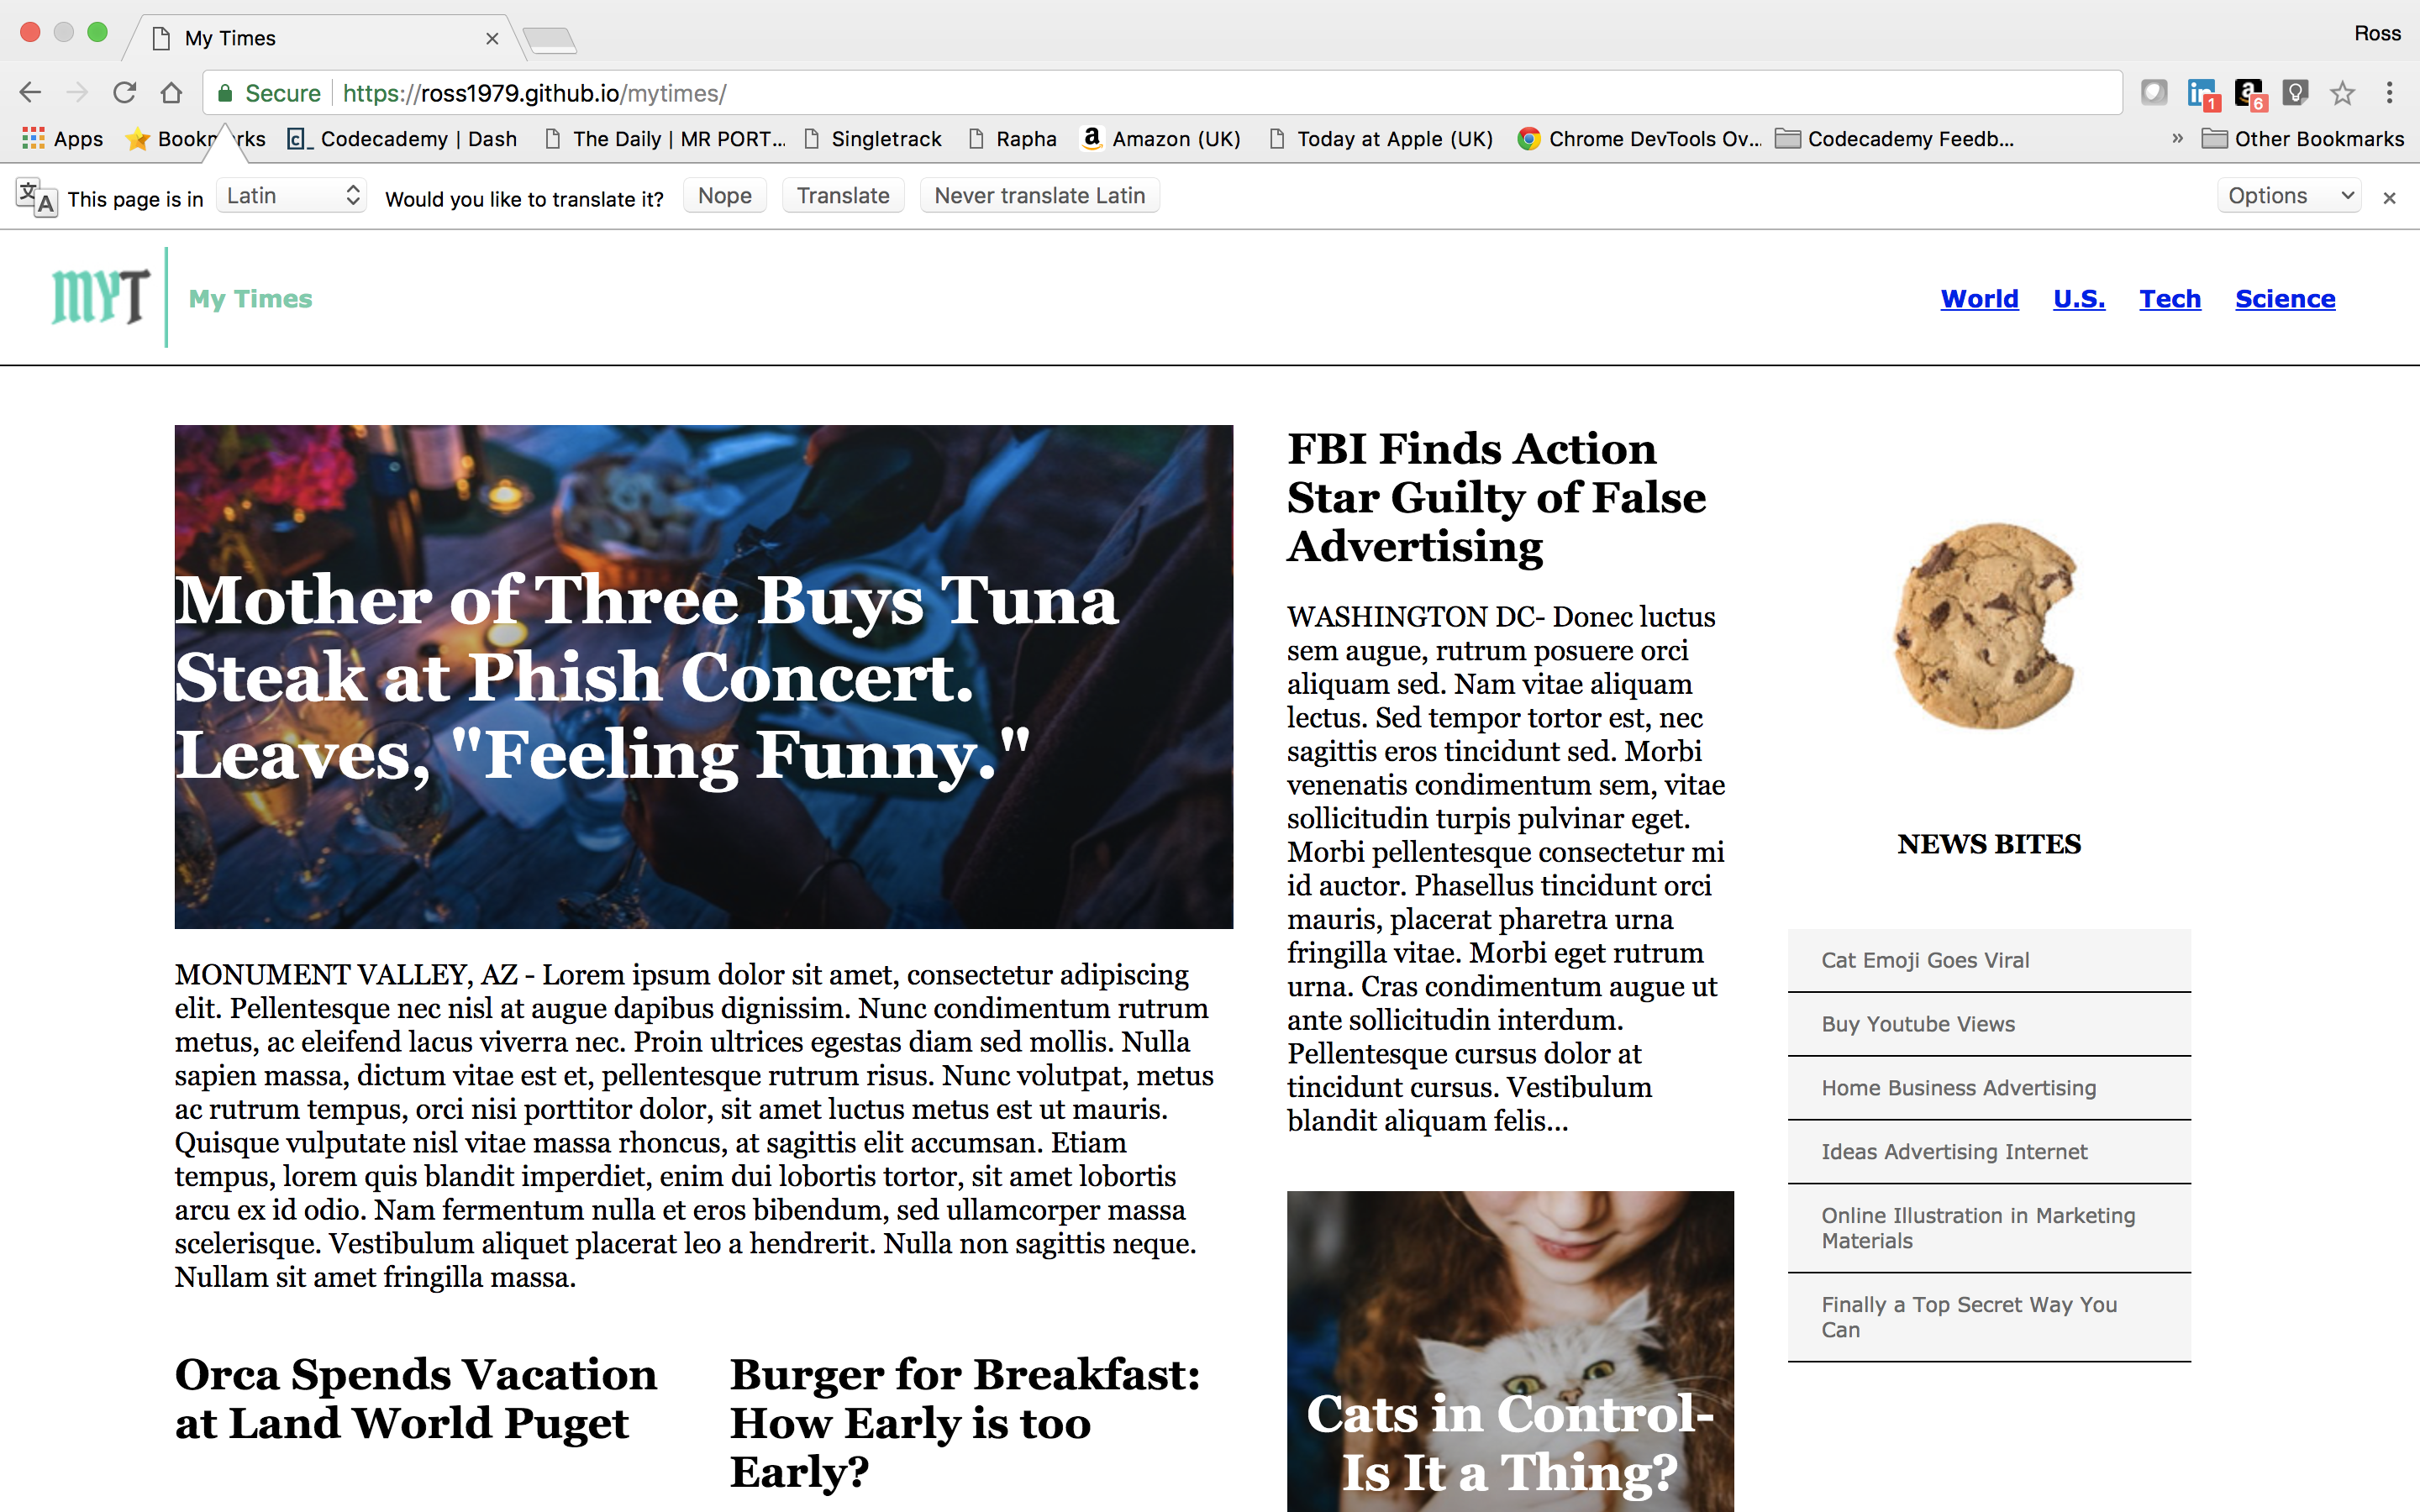 My Times
Ross
Secure https://ross1979.github.io/mytimes/
1
a 6
Apps Bookmarks Codecademy | Dash The Daily | MR PORT... Singletrack Rapha Amazon (UK) Today at Apple (UK) Chrome DevTools Ov... Codecademy Feedb... » Other Bookmarks
This page is in Latin Would you like to translate it? Nope Translate Never translate Latin Options
MYT My Times World U.S. Tech Science
Mother of Three Buys Tuna
Steak at Phish Concert.
Leaves, "Feeling Funny."
MONUMENT VALLEY, AZ - Lorem ipsum dolor sit amet, consectetur adipiscing
elit. Pellentesque nec nisl at augue dapibus dignissim. Nunc condimentum rutrum
metus, ac eleifend lacus viverra nec. Proin ultrices egestas diam sed mollis. Nulla
sapien massa, dictum vitae est et, pellentesque rutrum risus. Nunc volutpat, metus
ac rutrum tempus, orci nisi porttitor dolor, sit amet luctus metus est ut mauris.
Quisque vulputate nisl vitae massa rhoncus, at sagittis elit accumsan. Etiam
tempus, lorem quis blandit imperdiet, enim dui lobortis tortor, sit amet lobortis
arcu ex id odio. Nam fermentum nulla et eros bibendum, sed ullamcorper massa
scelerisque. Vestibulum aliquet placerat leo a hendrerit. Nulla non sagittis neque.
Nullam sit amet fringilla massa.
Orca Spends Vacation
at Land World Puget
Burger for Breakfast:
How Early is too
Early?
FBI Finds Action
Star Guilty of False
Advertising
WASHINGTON DC- Donec luctus
sem augue, rutrum posuere orci
aliquam sed. Nam vitae aliquam
lectus. Sed tempor tortor est, nec
sagittis eros tincidunt sed. Morbi
venenatis condimentum sem, vitae
sollicitudin turpis pulvinar eget.
Morbi pellentesque consectetur mi
id auctor. Phasellus tincidunt orci
mauris, placerat pharetra urna
fringilla vitae. Morbi eget rutrum
urna. Cras condimentum augue ut
ante sollicitudin interdum.
Pellentesque cursus dolor at
tincidunt cursus. Vestibulum
blandit aliquam felis...
Cats in Control-
Is It a Thing?
NEWS BITES
Cat Emoji Goes Viral
Buy Youtube Views
Home Business Advertising
Ideas Advertising Internet
Online Illustration in Marketing
Materials
Finally a Top Secret Way You
Can